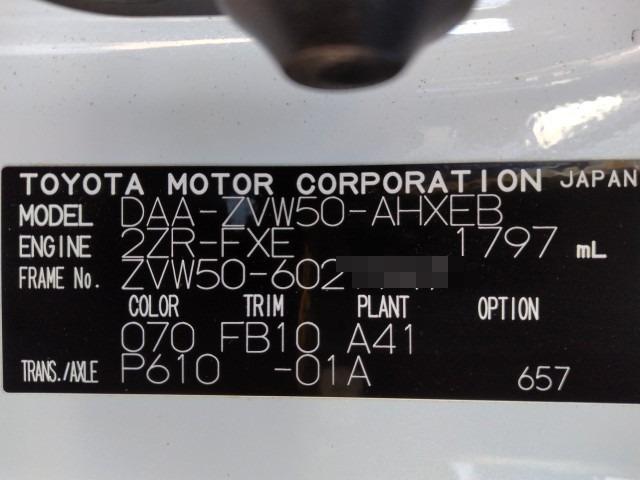 TOYOTA MOTOR CORPORATION JAPAN
MODEL DAA-ZVW50-AHXEB
ENGINE 2ZR-FXE 1797 mL
FRAME No. ZVW50-602
COLOR TRIM PLANT OPTION
070 FB10 A41
TRANS./AXLE P610 -01A 657